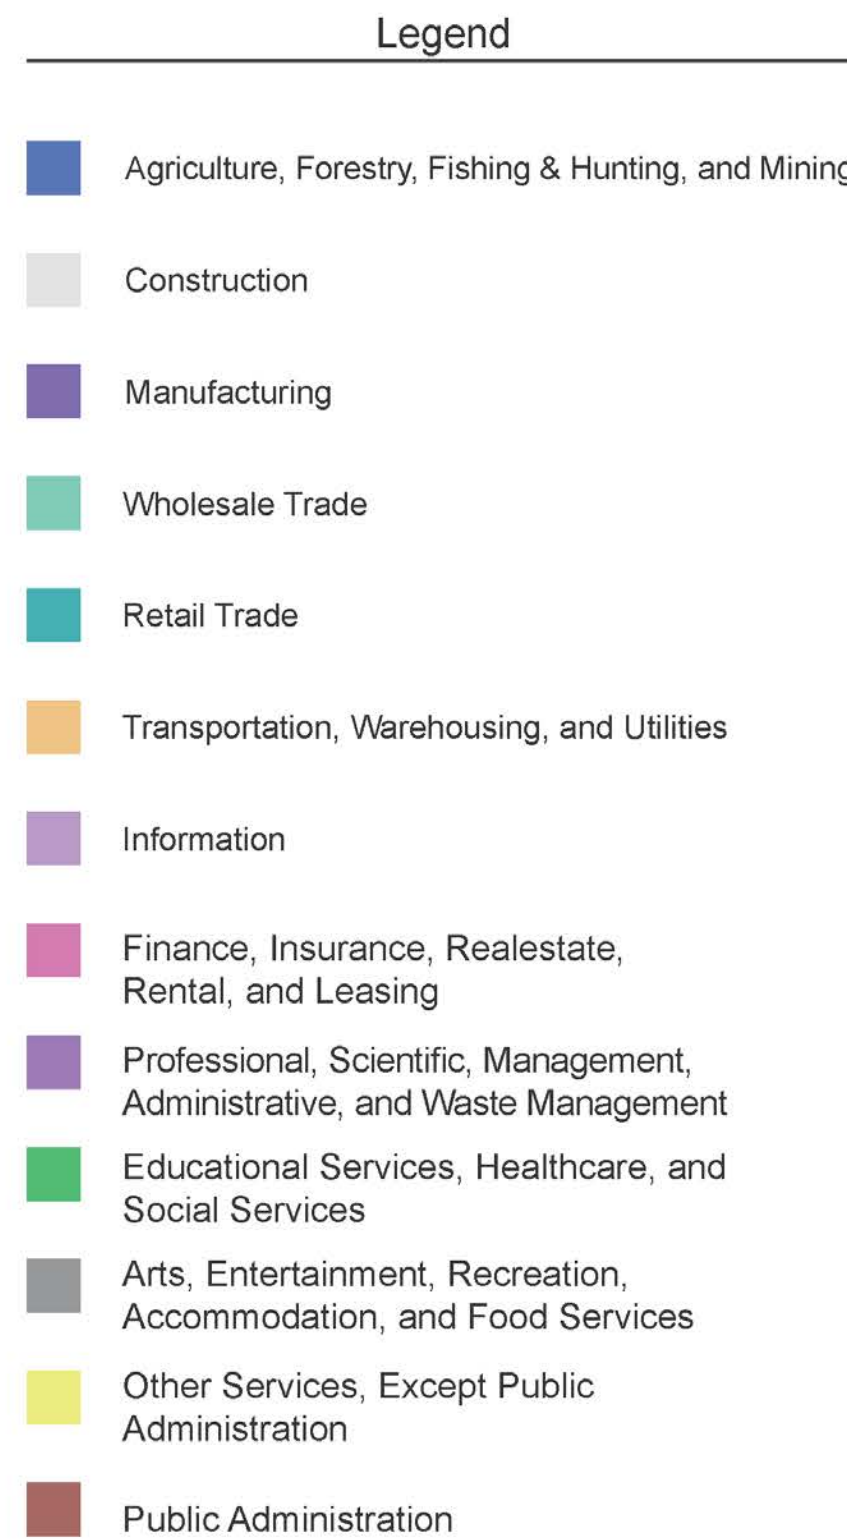 Legend
Agriculture, Forestry, Fishing & Hunting, and Mining
Construction
Manufacturing
Wholesale Trade
Retail Trade
Transportation, Warehousing, and Utilities
Information
Finance, Insurance, Realestate,
Rental, and Leasing
Professional, Scientific, Management,
Administrative, and Waste Management
Educational Services, Healthcare, and
Social Services
Arts, Entertainment, Recreation,
Accommodation, and Food Services
Other Services, Except Public
Administration
Public Administration